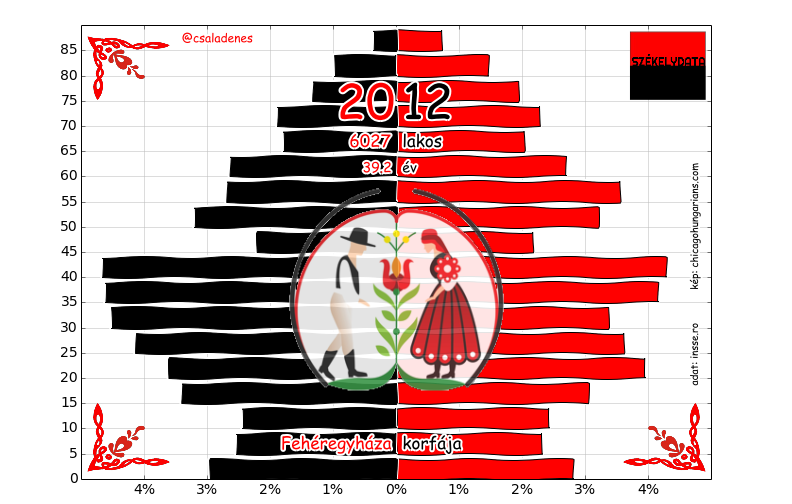 @csaladenes
SZÉKELYDATA
2012
6027 lakos
39.2 év
85
80
75
70
65
60
55
50
45
40
35
30
25
20
15
10
5
0
kép: chicagohungarians.com
adat: insse.ro
Fehéregyháza korfája
4% 3% 2% 1% 0% 1% 2% 3% 4%